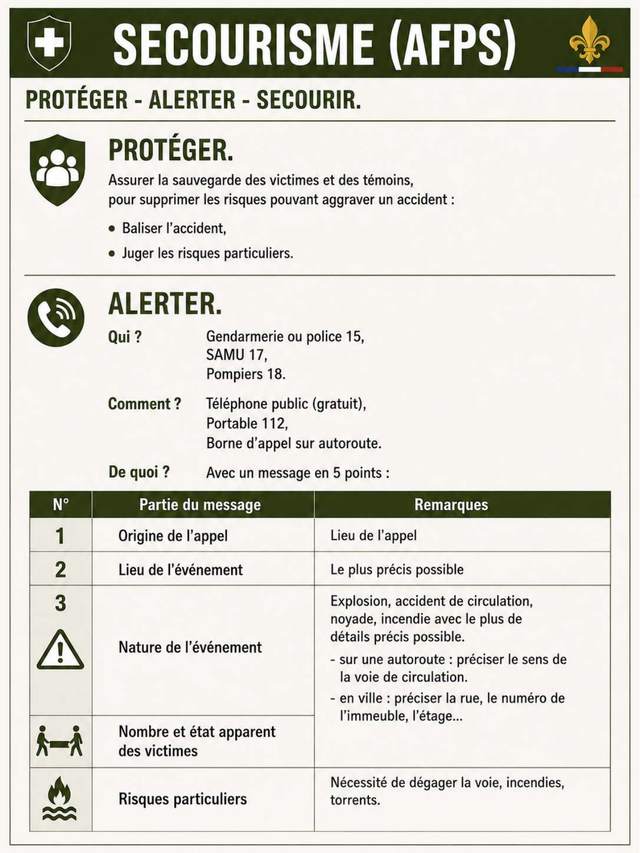 SECOURISME (AFPS)
PROTÉGER - ALERTER - SECOURIR.
PROTÉGER.
Assurer la sauvegarde des victimes et des témoins,
pour supprimer les risques pouvant aggraver un accident :
• Baliser l'accident,
• Juger les risques particuliers.
ALERTER.
Qui ? Gendarmerie ou police 15,
SAMU 17,
Pompiers 18.
Comment ? Téléphone public (gratuit),
Portable 112,
Borne d'appel sur autoroute.
De quoi ? Avec un message en 5 points :
N° Partie du message Remarques
1 Origine de l'appel Lieu de l'appel
2 Lieu de l'événement Le plus précis possible
3
Nature de l'événement
Explosion, accident de circulation,
noyade, incendie avec le plus de
détails précis possible.
- sur une autoroute : préciser le sens de
la voie de circulation.
- en ville : préciser la rue, le numéro de
l'immeuble, l'étage...
Nombre et état apparent
des victimes
Risques particuliers
Nécessité de dégager la voie, incendies,
torrents.